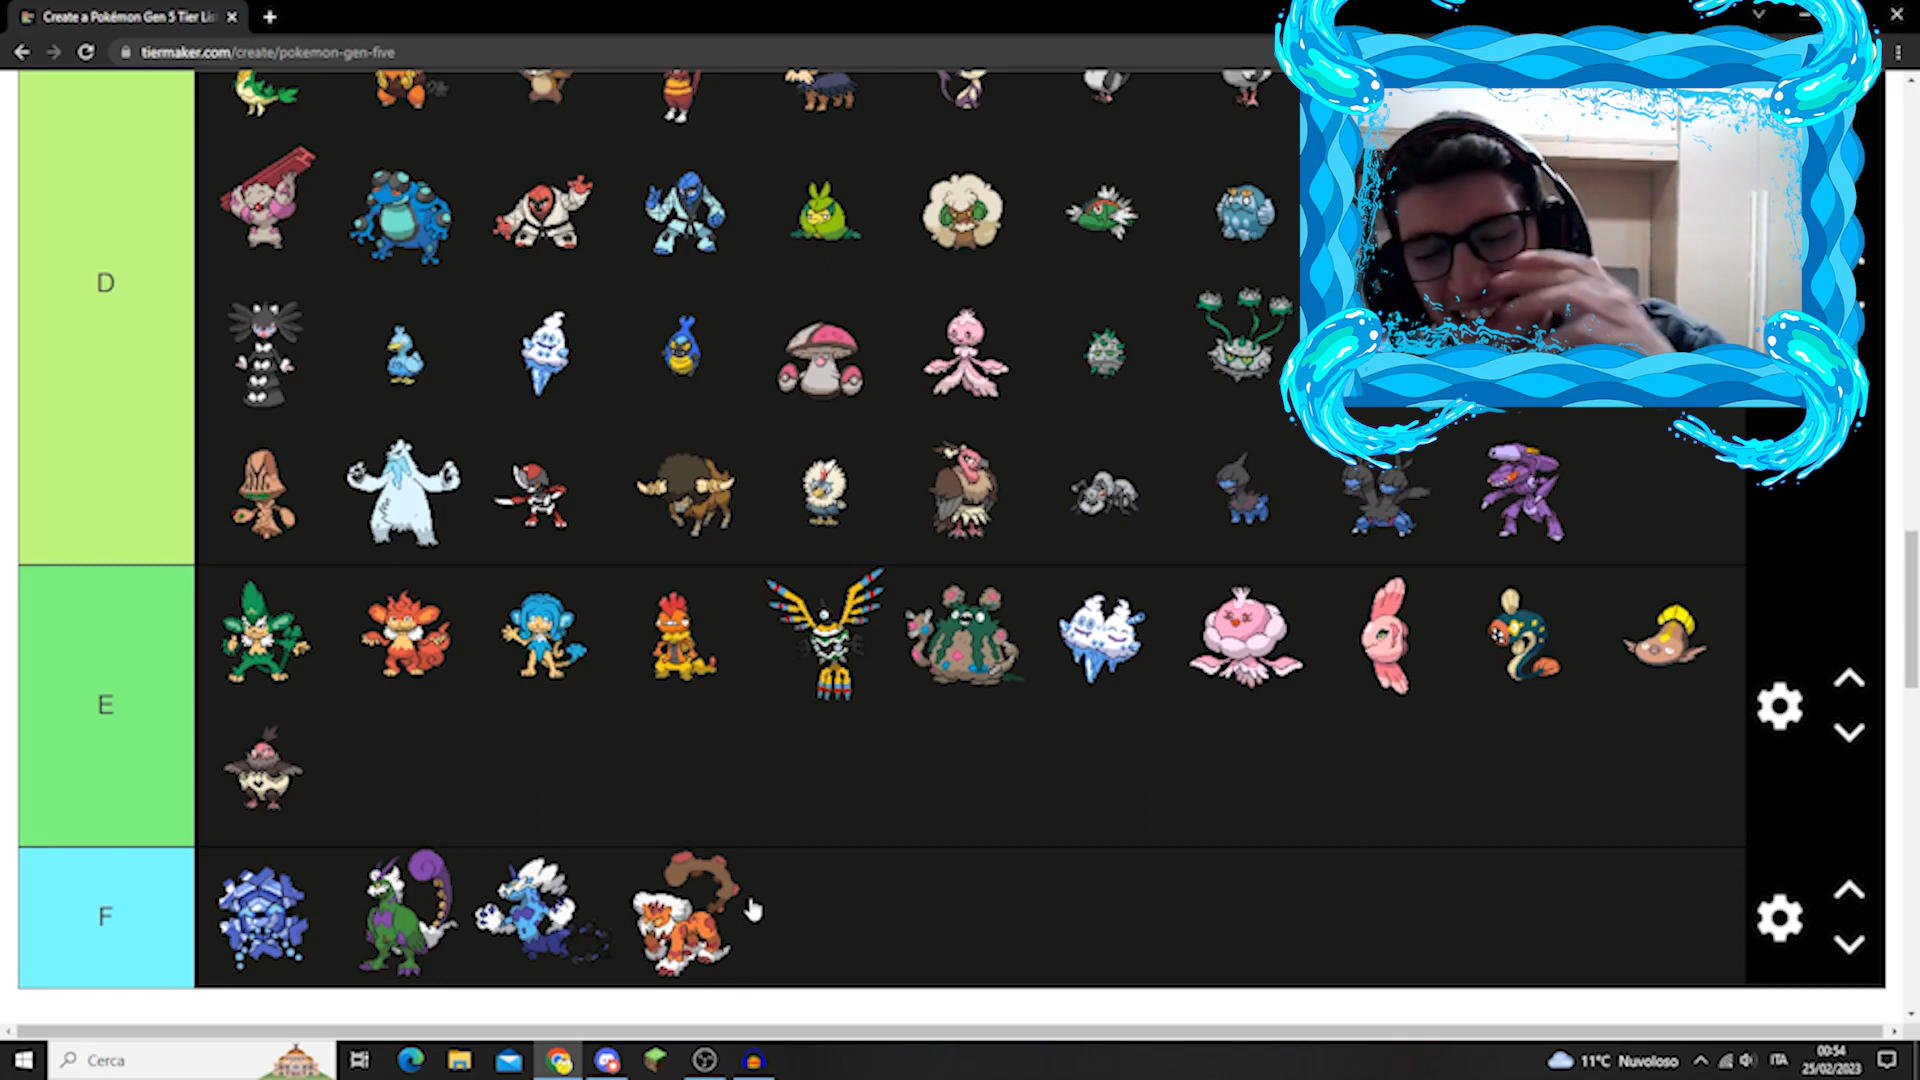 Create a Pokémon Gen 5 Tier Lis
tiermaker.com/create/pokemon-gen-five
D
E
F
Cerca
11°C Nuvoloso
ITA
00:54
25/02/2023